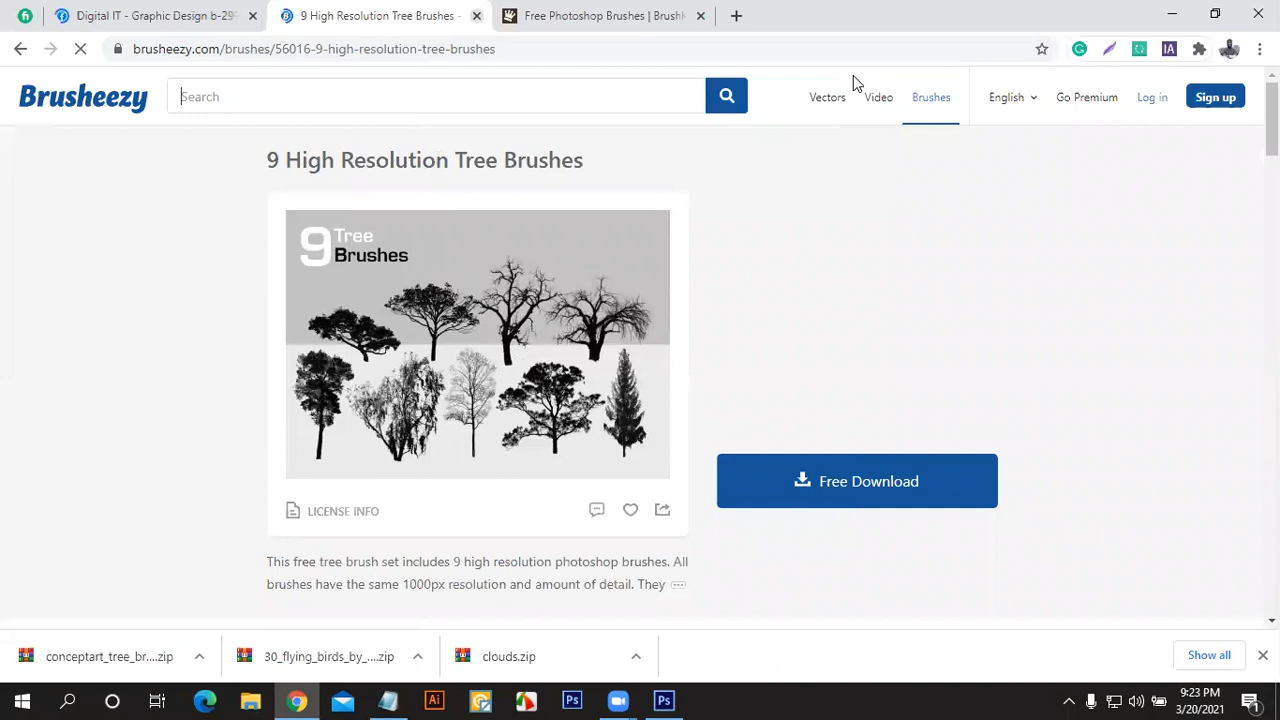 Digital IT - Graphic Design b-29
9 High Resolution Tree Brushes -
Free Photoshop Brushes | Brush
brusheezy.com/brushes/56016-9-high-resolution-tree-brushes
Brusheezy
Search
Vectors
Video
Brushes
English
Go Premium
Log in
Sign up
9 High Resolution Tree Brushes
9 Tree
Brushes
LICENSE INFO
Free Download
This free tree brush set includes 9 high resolution photoshop brushes. All
brushes have the same 1000px resolution and amount of detail. They
conceptart_tree_br....zip
30_flying_birds_by_....zip
clouds.zip
Show all
9:23 PM
3/20/2021